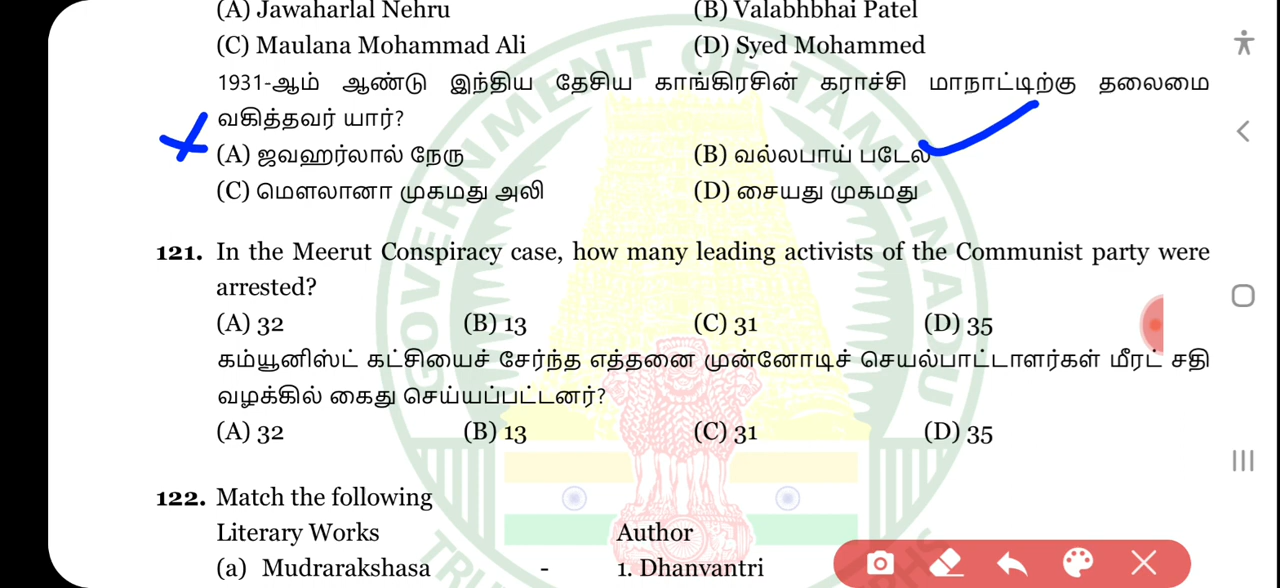 (A) Jawaharlal Nehru (B) Valabhbhai Patel
(C) Maulana Mohammad Ali (D) Syed Mohammed
1931-ஆம் ஆண்டு இந்திய தேசிய காங்கிரசின் கராச்சி மாநாட்டிற்கு தலைமை
வகித்தவர் யார்?
(A) ஜவஹர்லால் நேரு (B) வல்லபாய் படேல்
(C) மௌலானா முகமது அலி (D) சையது முகமது
121. In the Meerut Conspiracy case, how many leading activists of the Communist party were
arrested?
(A) 32 (B) 13 (C) 31 (D) 35
கம்யூனிஸ்ட் கட்சியைச் சேர்ந்த எத்தனை முன்னோடிச் செயல்பாட்டாளர்கள் மீரட் சதி
வழக்கில் கைது செய்யப்பட்டனர்?
(A) 32 (B) 13 (C) 31 (D) 35
122. Match the following
Literary Works Author
(a) Mudrarakshasa - 1. Dhanvantri
GOVERNMENT OF TAMILNADU